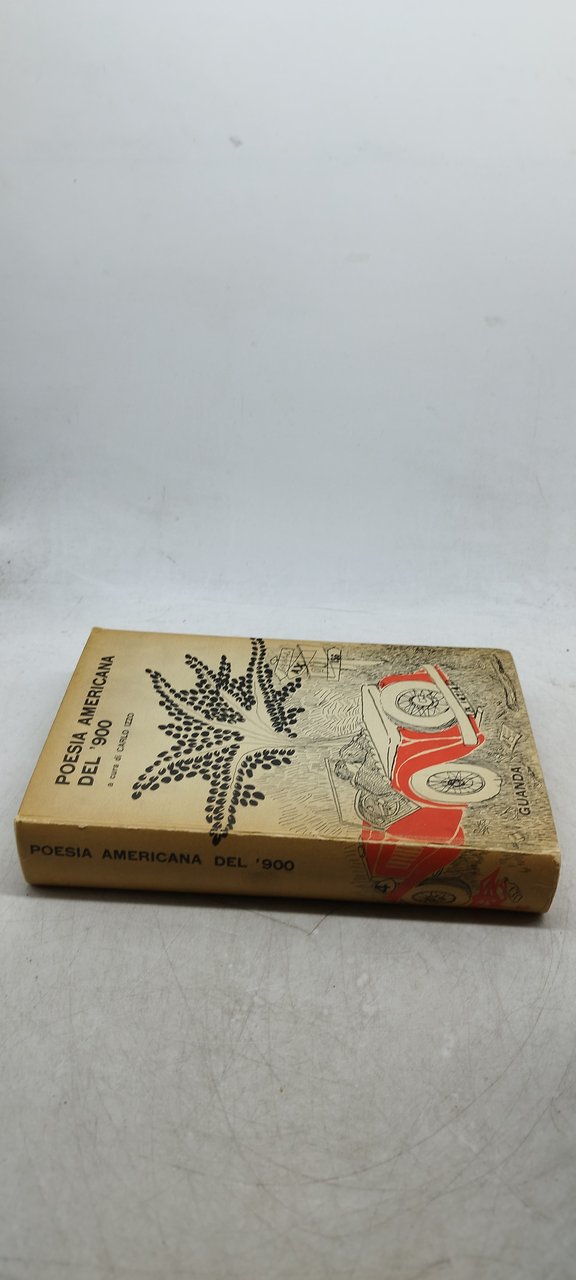 POESIA AMERICANA
DEL '900
a cura di CARLO IZZO
GUANDA
POESIA AMERICANA DEL '900